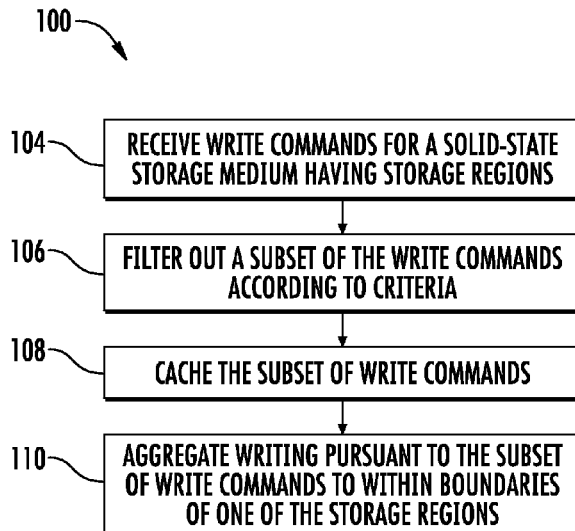 100
104
RECEIVE WRITE COMMANDS FOR A SOLID-STATE
STORAGE MEDIUM HAVING STORAGE REGIONS
106
FILTER OUT A SUBSET OF THE WRITE COMMANDS
ACCORDING TO CRITERIA
108
CACHE THE SUBSET OF WRITE COMMANDS
110
AGGREGATE WRITING PURSUANT TO THE SUBSET
OF WRITE COMMANDS TO WITHIN BOUNDARIES
OF ONE OF THE STORAGE REGIONS